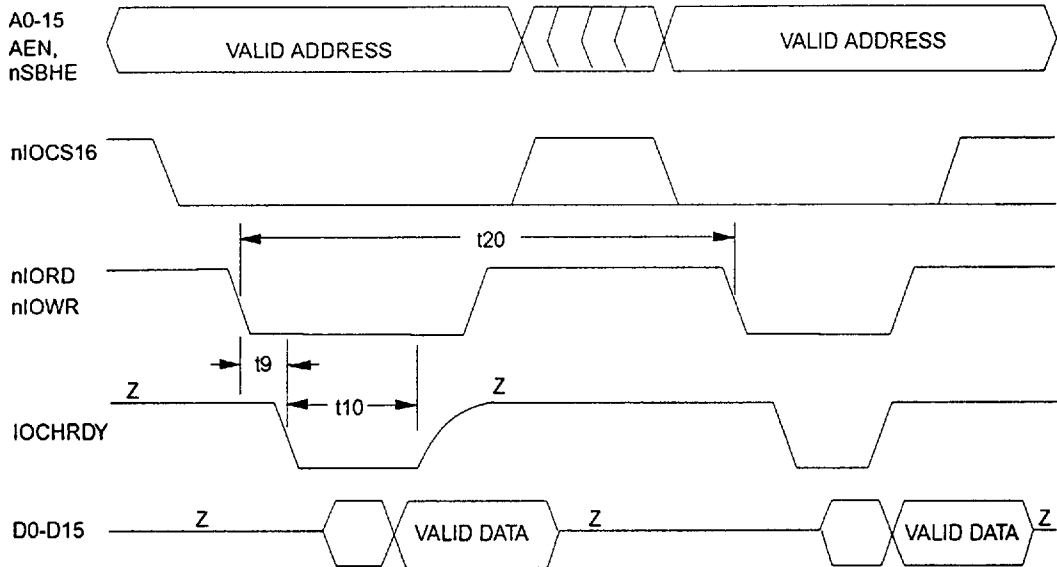 A0-15
AEN,
nSBHE
VALID ADDRESS
VALID ADDRESS
nIOCS16
t20
nIORD
nIOWR
t9
t10
Z
Z
IOCHRDY
D0-D15
Z
VALID DATA
Z
VALID DATA
Z